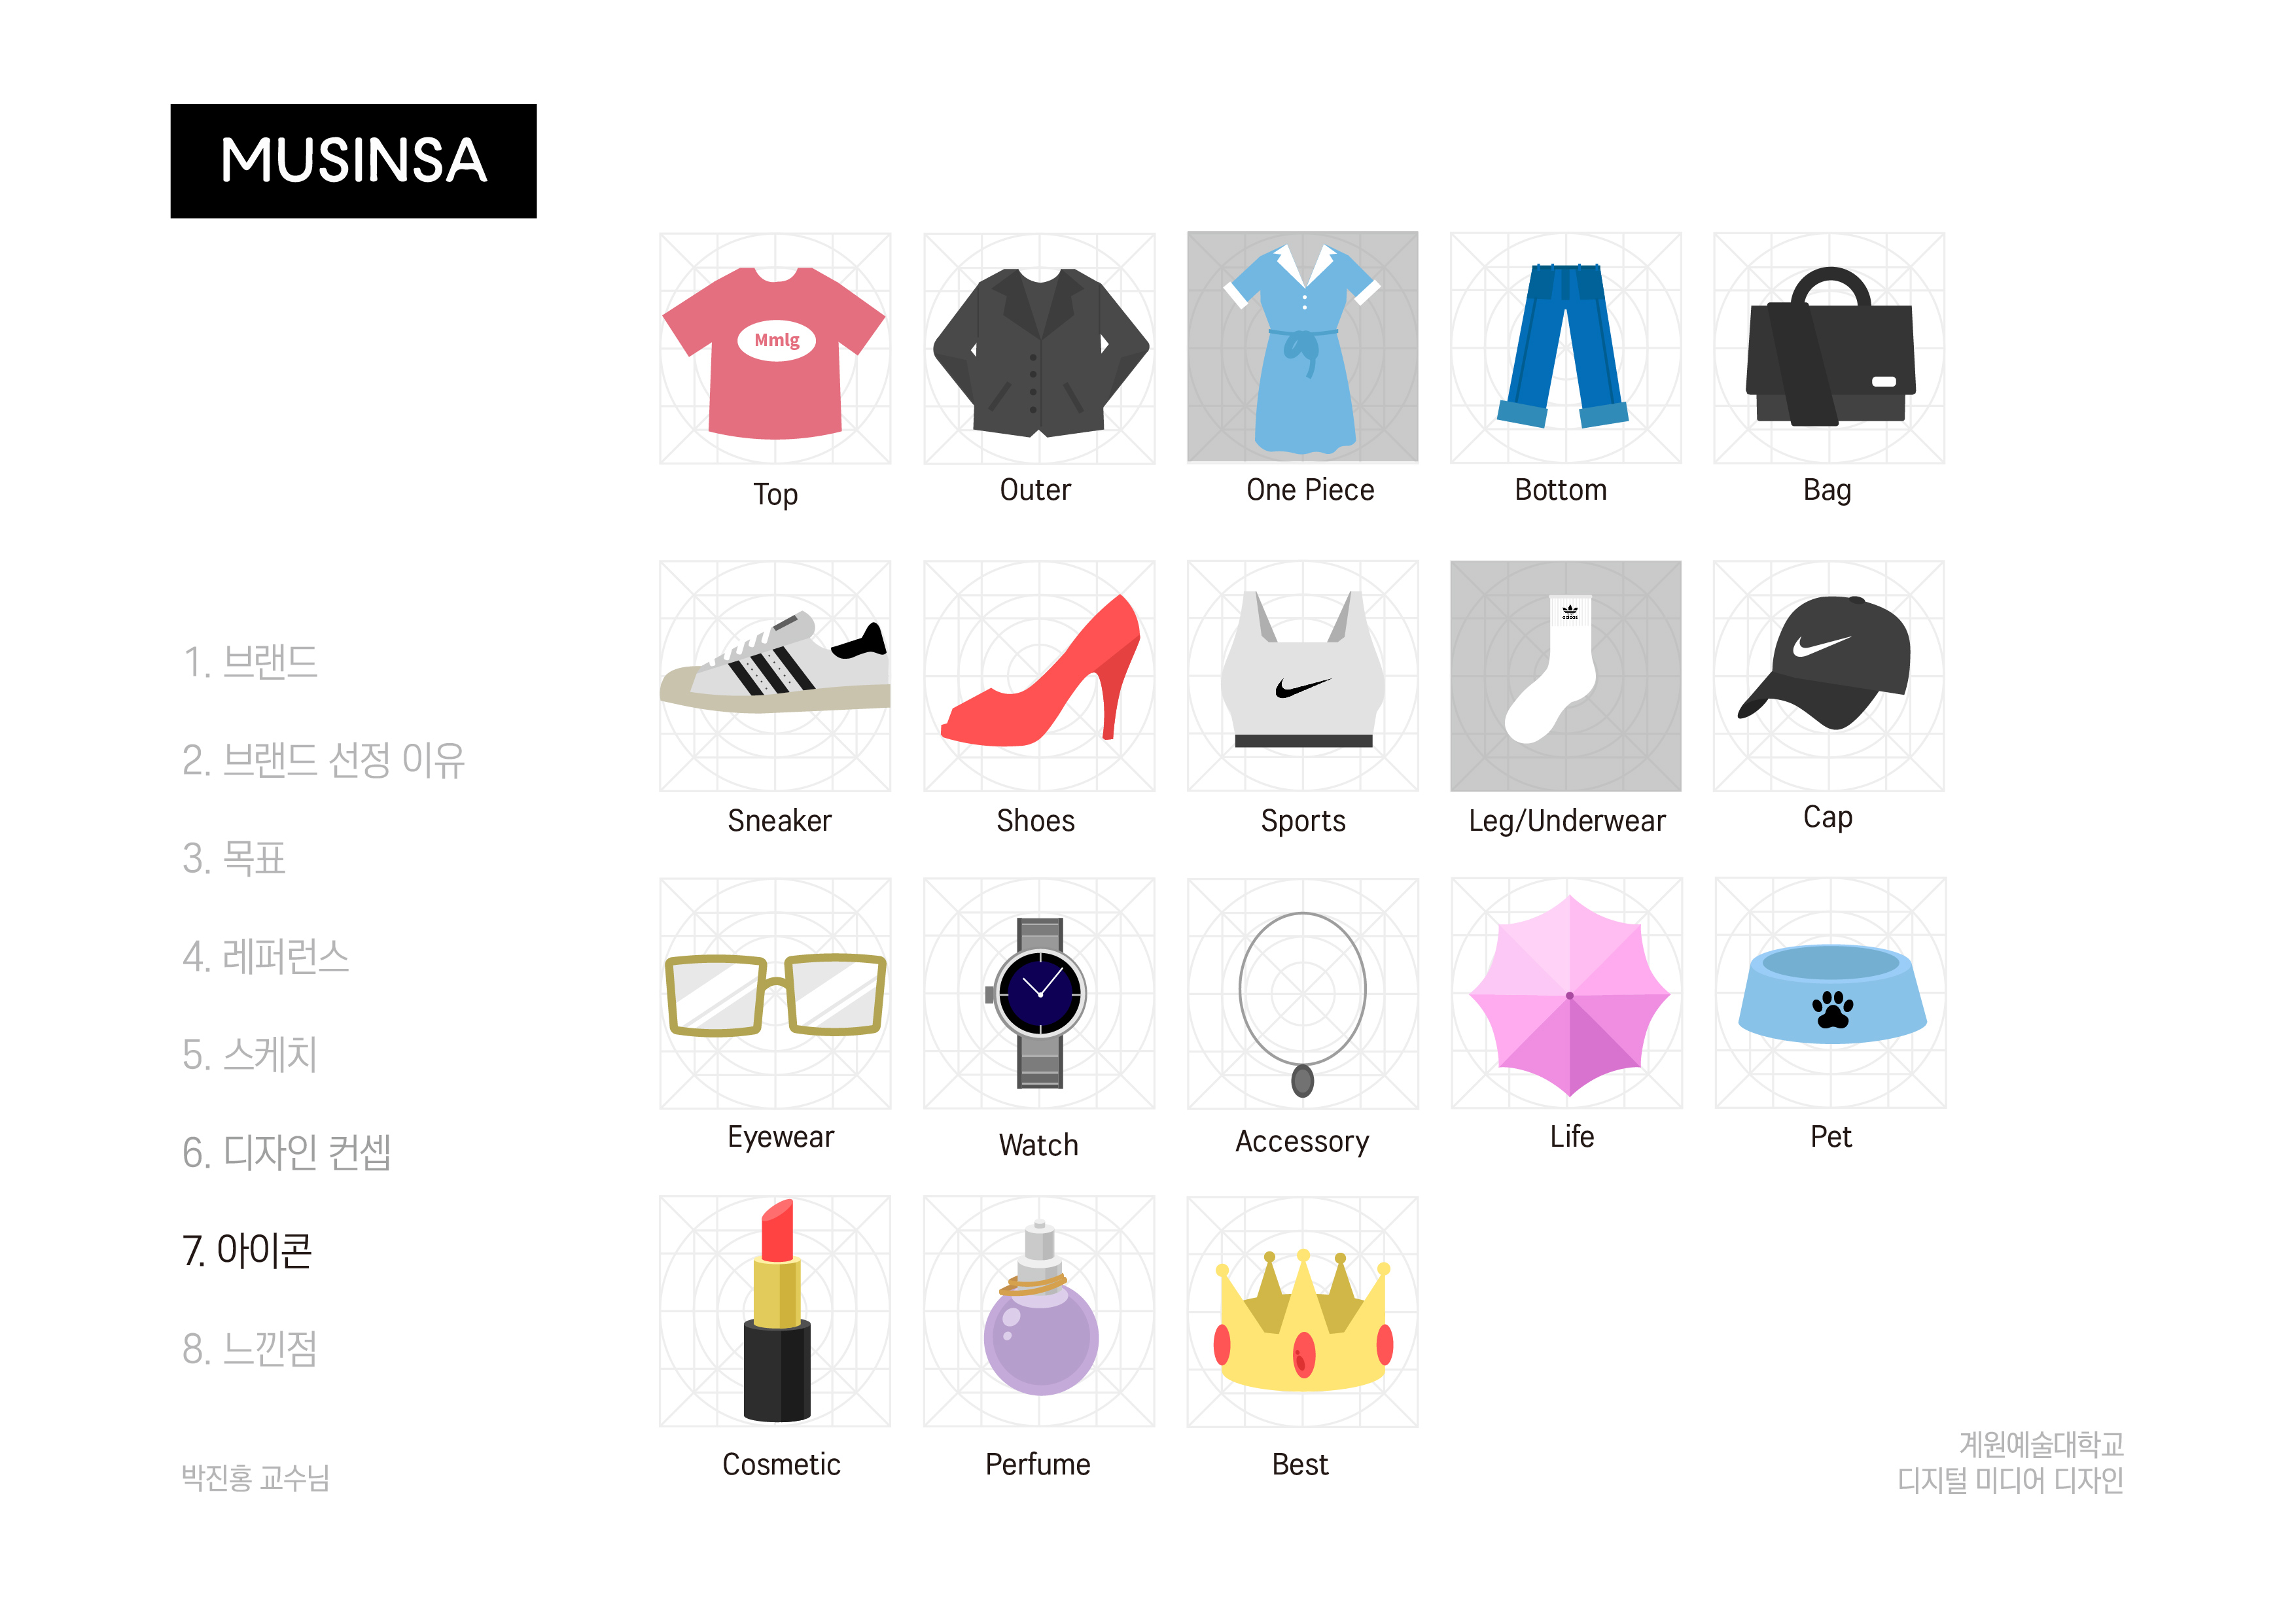 MUSINSA
Mmlg
Top
Outer
One Piece
Bottom
Bag
adidas
Sneaker
Shoes
Sports
Leg/Underwear
Cap
Eyewear
Watch
Accessory
Life
Pet
Cosmetic
Perfume
Best
1. 브랜드
2. 브랜드 선정 이유
3. 목표
4. 레퍼런스
5. 스케치
6. 디자인 컨셉
7. 아이콘
8. 느낀점
박진홍 교수님
계원예술대학교
디지털 미디어 디자인